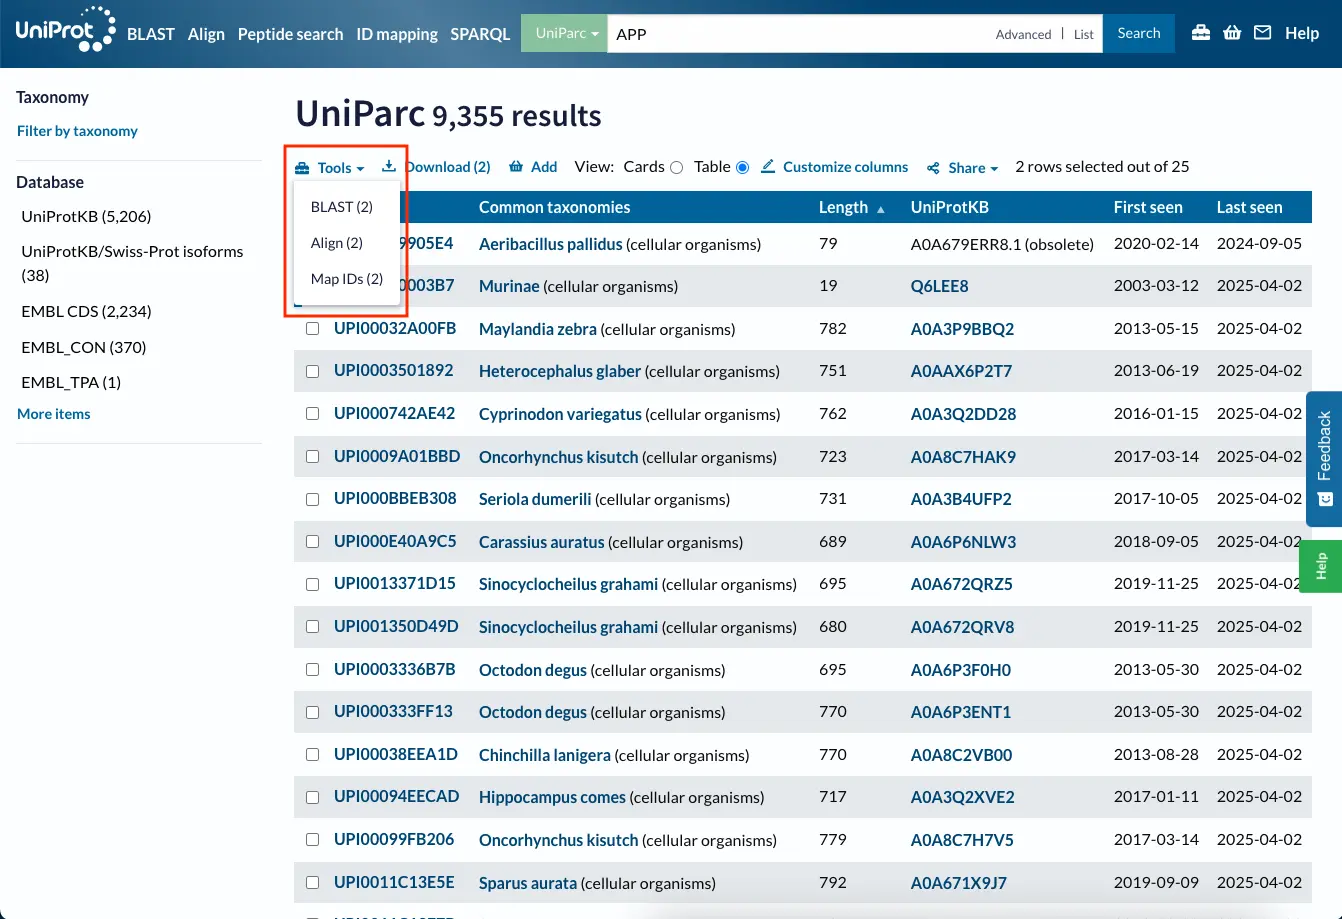 UniProt BLAST Align Peptide search ID mapping SPARQL UniParc APP Advanced | List Search Help
Taxonomy
Filter by taxonomy
Database
UniProtKB (5,206)
UniProtKB/Swiss-Prot isoforms
(38)
EMBL CDS (2,234)
EMBL_CON (370)
EMBL_TPA (1)
More items
UniParc 9,355 results
Tools Download (2) Add View: Cards Table Customize columns Share 2 rows selected out of 25
BLAST (2)
Align (2)
Map IDs (2)
Common taxonomies Length UniProtKB First seen Last seen
9905E4 Aeribacillus pallidus (cellular organisms) 79 A0A679ERR8.1 (obsolete) 2020-02-14 2024-09-05
0003B7 Murinae (cellular organisms) 19 Q6LEE8 2003-03-12 2025-04-02
UPI00032A00FB Maylandia zebra (cellular organisms) 782 A0A3P9BBQ2 2013-05-15 2025-04-02
UPI0003501892 Heterocephalus glaber (cellular organisms) 751 A0AAX6P2T7 2013-06-19 2025-04-02
UPI000742AE42 Cyprinodon variegatus (cellular organisms) 762 A0A3Q2DD28 2016-01-15 2025-04-02
UPI0009A01BBD Oncorhynchus kisutch (cellular organisms) 723 A0A8C7HAK9 2017-03-14 2025-04-02
UPI000BBEB308 Seriola dumerili (cellular organisms) 731 A0A3B4UFP2 2017-10-05 2025-04-02
UPI000E40A9C5 Carassius auratus (cellular organisms) 689 A0A6P6NLW3 2018-09-05 2025-04-02
UPI0013371D15 Sinocyclocheilus grahami (cellular organisms) 695 A0A672QRZ5 2019-11-25 2025-04-02
UPI001350D49D Sinocyclocheilus grahami (cellular organisms) 680 A0A672QRV8 2019-11-25 2025-04-02
UPI0003336B7B Octodon degus (cellular organisms) 695 A0A6P3F0H0 2013-05-30 2025-04-02
UPI000333FF13 Octodon degus (cellular organisms) 770 A0A6P3ENT1 2013-05-30 2025-04-02
UPI00038EEA1D Chinchilla lanigera (cellular organisms) 770 A0A8C2VB00 2013-08-28 2025-04-02
UPI00094EECAD Hippocampus comes (cellular organisms) 717 A0A3Q2XVE2 2017-01-11 2025-04-02
UPI00099FB206 Oncorhynchus kisutch (cellular organisms) 779 A0A8C7H7V5 2017-03-14 2025-04-02
UPI0011C13E5E Sparus aurata (cellular organisms) 792 A0A671X9J7 2019-09-09 2025-04-02
Feedback
Help